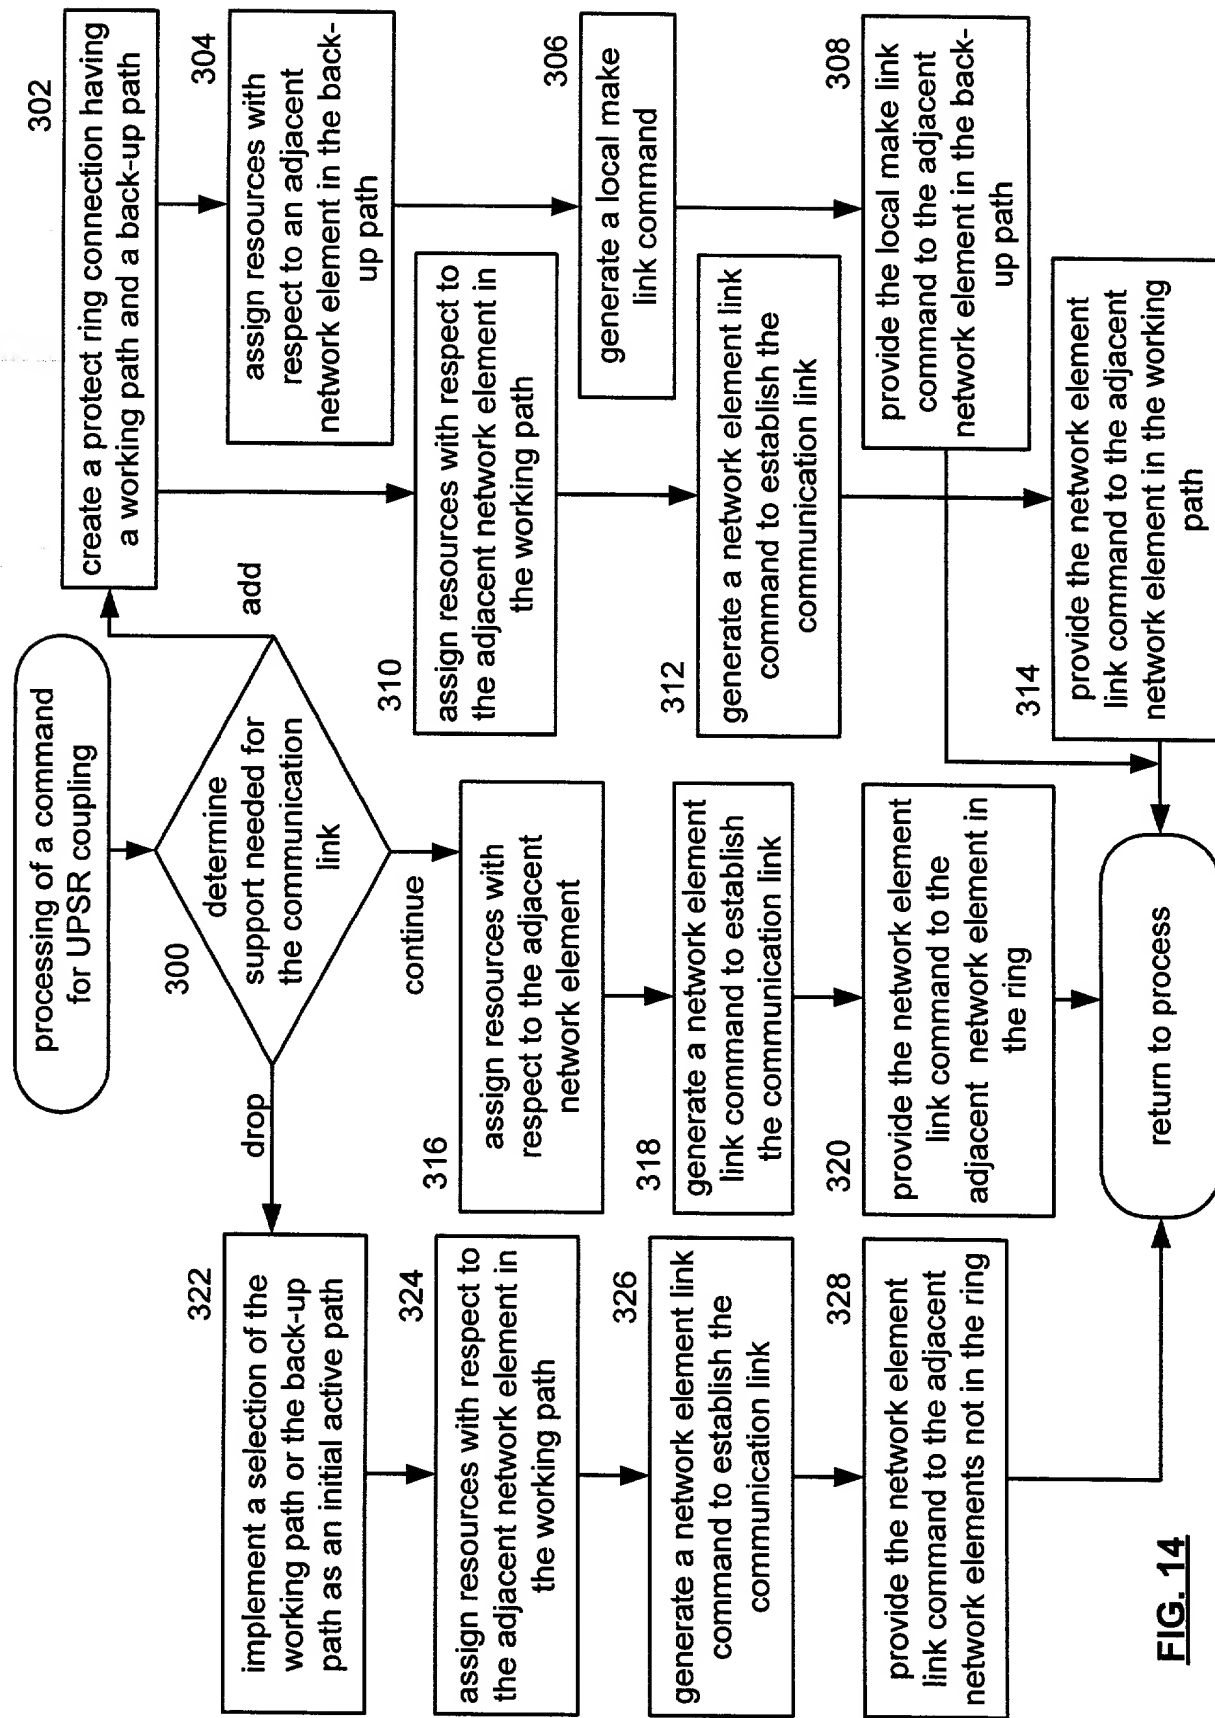 processing of a command
for UPSR coupling
300
determine
support needed for
the communication
link
drop
continue
add
302
create a protect ring connection having
a working path and a back-up path
304
assign resources with
respect to an adjacent
network element in the back-
up path
306
generate a local make
link command
308
provide the local make link
command to the adjacent
network element in the back-
up path
310
assign resources with respect to
the adjacent network element in
the working path
312
generate a network element link
command to establish the
communication link
314
provide the network element
link command to the adjacent
network element in the working
path
316
assign resources with
respect to the adjacent
network element
318
generate a network element
link command to establish
the communication link
320
provide the network element
link command to the
adjacent network element in
the ring
322
implement a selection of the
working path or the back-up
path as an initial active path
324
assign resources with respect to
the adjacent network element in
the working path
326
generate a network element link
command to establish the
communication link
328
provide the network element
link command to the adjacent
network elements not in the ring
return to process
FIG. 14